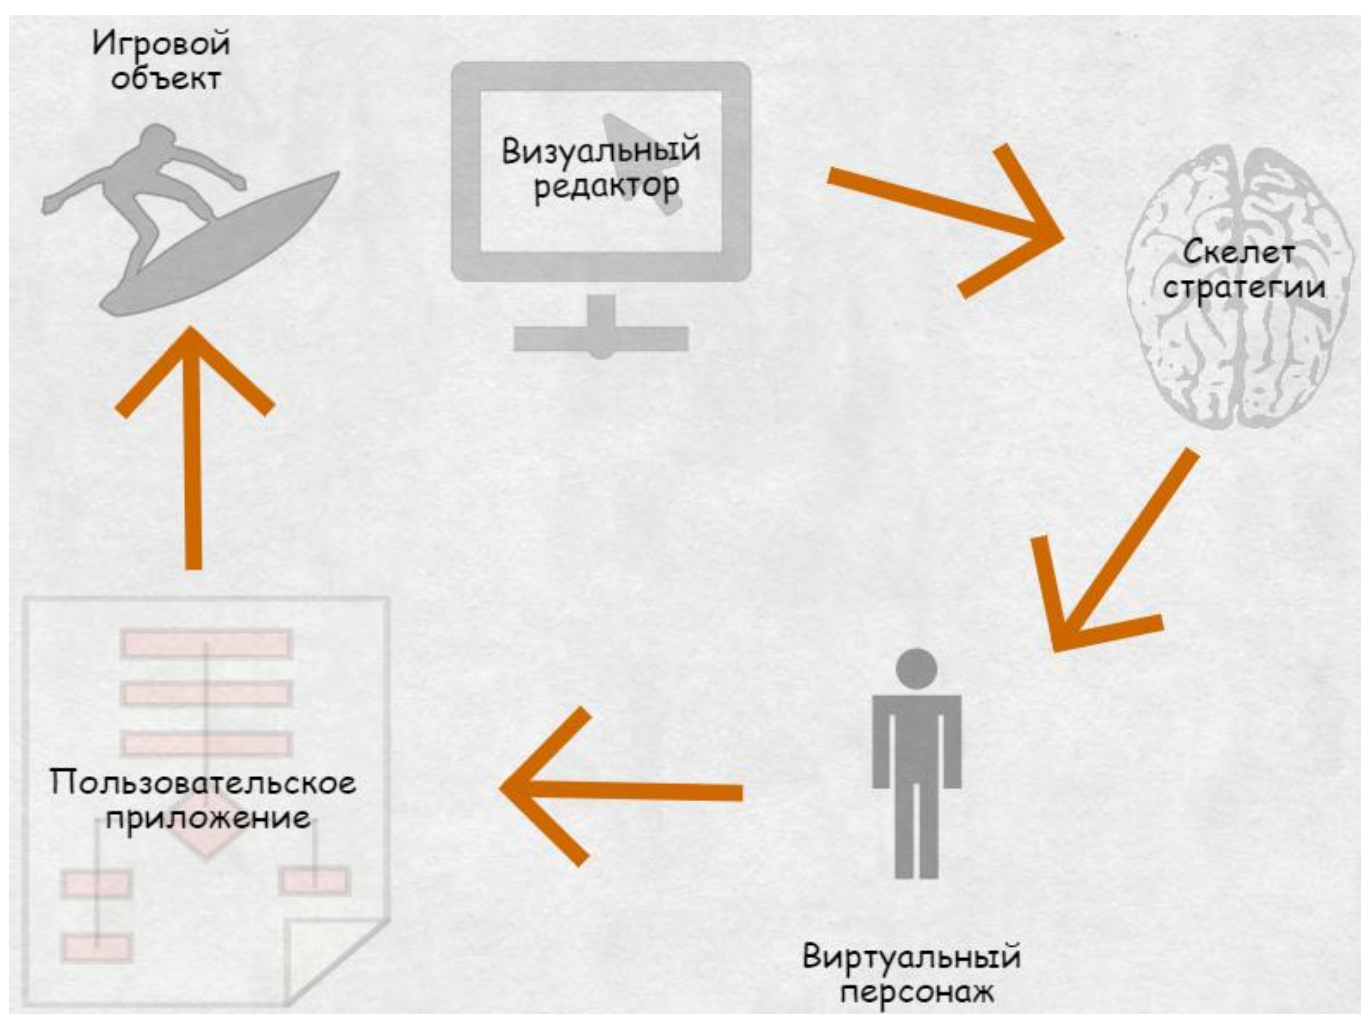 Игровой
объект
Визуальный
редактор
Скелет
стратегии
Пользовательское
приложение
Виртуальный
персонаж